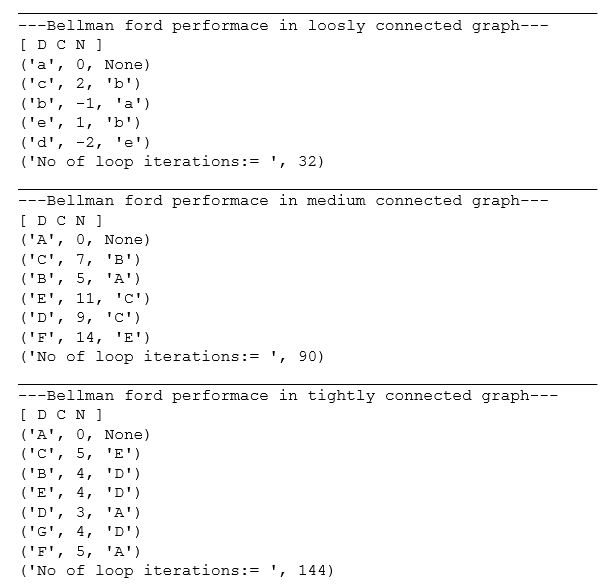 ---Bellman ford performace in loosly connected graph---
[ D C N ]
('a', 0, None)
('c', 2, 'b')
('b', -1, 'a')
('e', 1, 'b')
('d', -2, 'e')
('No of loop iterations:= ', 32)
---Bellman ford performace in medium connected graph---
[ D C N ]
('A', 0, None)
('C', 7, 'B')
('B', 5, 'A')
('E', 11, 'C')
('D', 9, 'C')
('F', 14, 'E')
('No of loop iterations:= ', 90)
---Bellman ford performace in tightly connected graph---
[ D C N ]
('A', 0, None)
('C', 5, 'E')
('B', 4, 'D')
('E', 4, 'D')
('D', 3, 'A')
('G', 4, 'D')
('F', 5, 'A')
('No of loop iterations:= ', 144)